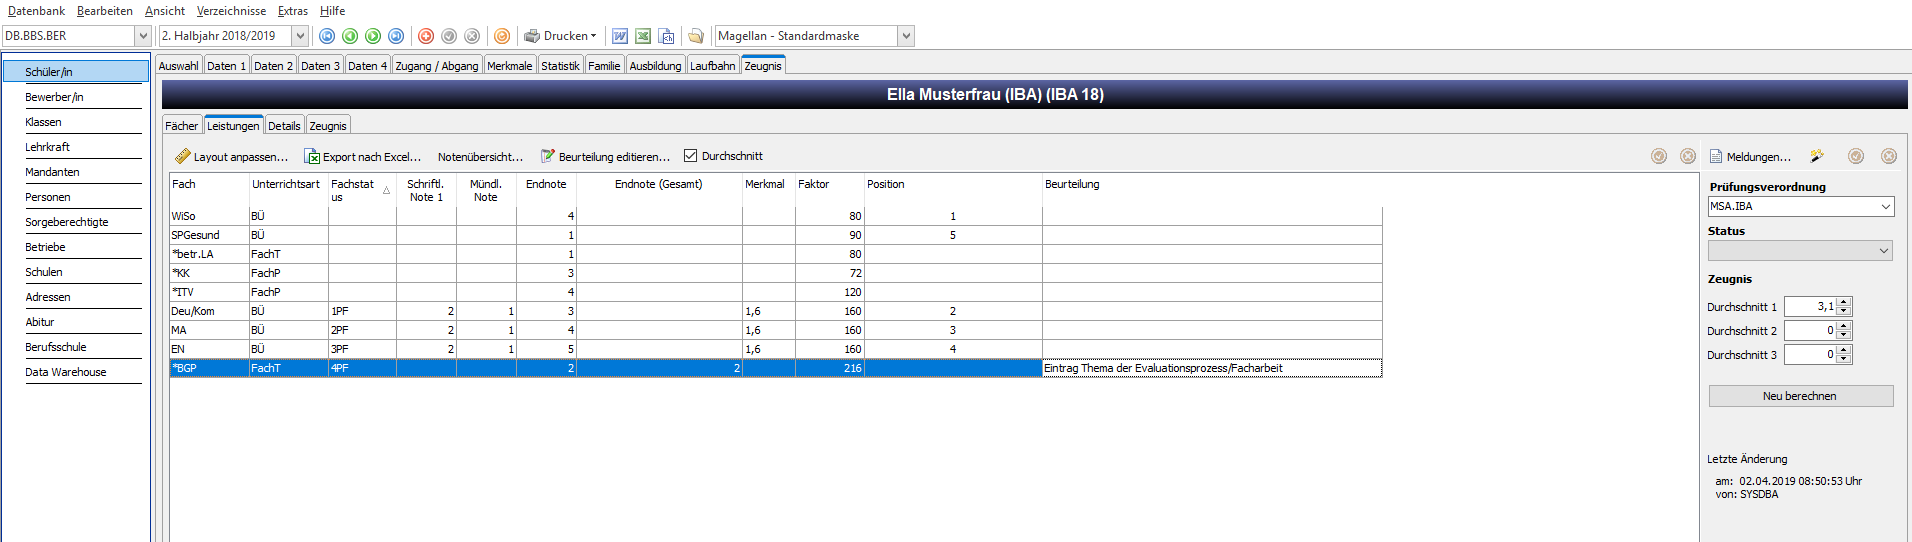 Datenbank Bearbeiten Ansicht Verzeichnisse Extras Hilfe
DB.BBS.BER 2. Halbjahr 2018/2019 Drucken Magellan - Standardmaske
Schüler/in
Bewerber/in
Klassen
Lehrkraft
Mandanten
Personen
Sorgeberechtigte
Betriebe
Schulen
Adressen
Abitur
Berufsschule
Data Warehouse
Auswahl Daten 1 Daten 2 Daten 3 Daten 4 Zugang / Abgang Merkmale Statistik Familie Ausbildung Laufbahn Zeugnis
Ella Musterfrau (IBA) (IBA 18)
Fächer Leistungen Details Zeugnis
Layout anpassen... Export nach Excel... Notenübersicht... Beurteilung editieren... Durchschnitt
Fach Unterrichtsart Fachstat us Schriftl. Note 1 Mündl. Note Endnote Endnote (Gesamt) Merkmal Faktor Position Beurteilung
WiSo BÜ 4 80 1
SPGesund BÜ 1 90 5
*betr.LA FachT 1 80
*KK FachP 3 72
*ITV FachP 4 120
Deu/Kom BÜ 1PF 2 1 3 1,6 160 2
MA BÜ 2PF 2 1 4 1,6 160 3
EN BÜ 3PF 2 1 5 1,6 160 4
*BGP FachT 4PF 2 2 216 Eintrag Thema der Evaluationsprozess/Facharbeit
Meldungen...
Prüfungsverordnung
MSA.IBA
Status
Zeugnis
Durchschnitt 1 3,1
Durchschnitt 2 0
Durchschnitt 3 0
Neu berechnen
Letzte Änderung
am: 02.04.2019 08:50:53 Uhr
von: SYSDBA